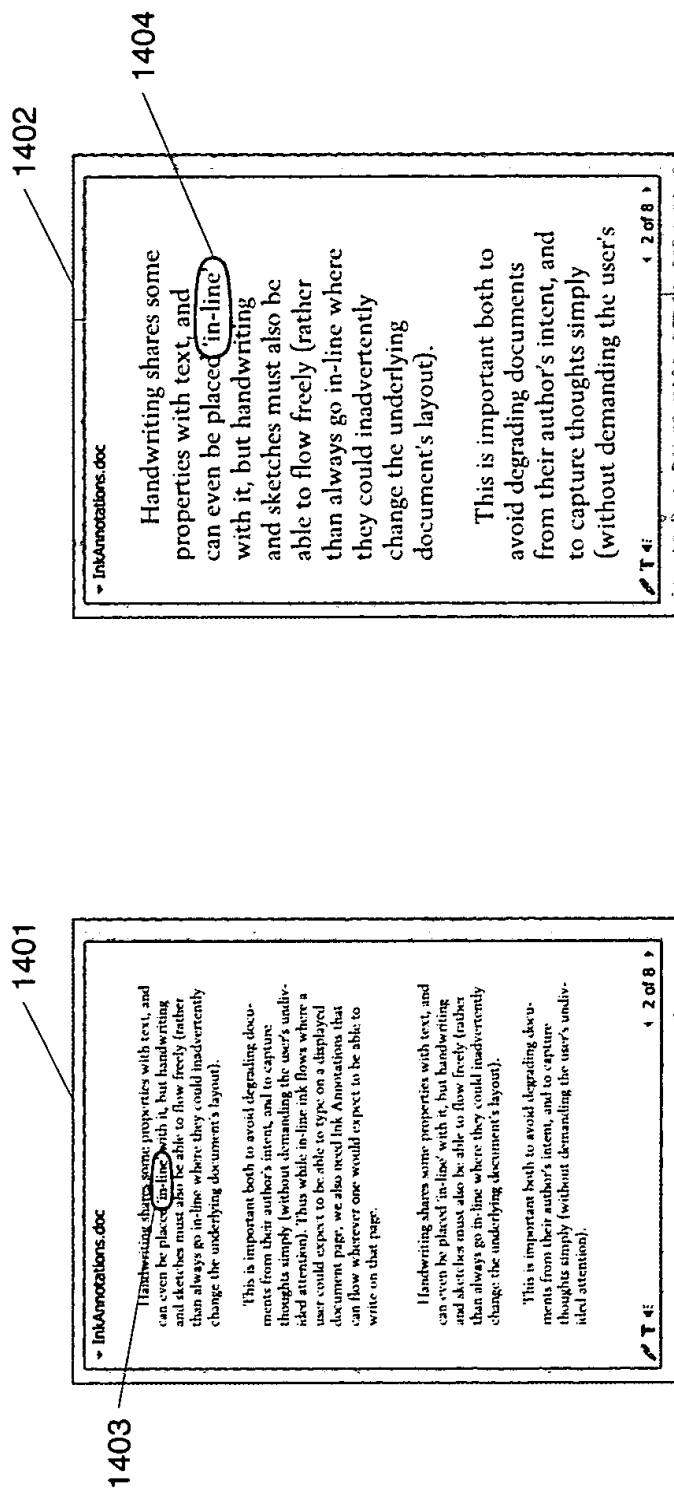 1401
1403
InkAnnotations.doc
Handwriting shares some properties with text, and
can even be placed 'in-line' with it, but handwriting
and sketches must also be able to flow freely (rather
than always go in-line where they could inadvertently
change the underlying document's layout).
This is important both to avoid degrading docu-
ments from their author's intent, and to capture
thoughts simply (without demanding the user's undiv-
ided attention). Thus while in-line ink flows where a
user could expect to be able to type on a displayed
document page, we also need Ink Annotations that
can flow wherever one would expect to be able to
write on that page.
Handwriting shares some properties with text, and
can even be placed 'in-line' with it, but handwriting
and sketches must also be able to flow freely (rather
than always go in-line where they could inadvertently
change the underlying document's layout).
This is important both to avoid degrading docu-
ments from their author's intent, and to capture
thoughts simply (without demanding the user's undiv-
ided attention).
T
2 of 8
1402
1404
InkAnnotations.doc
Handwriting shares some
properties with text, and
can even be placed 'in-line'
with it, but handwriting
and sketches must also be
able to flow freely (rather
than always go in-line where
they could inadvertently
change the underlying
document's layout).
This is important both to
avoid degrading documents
from their author's intent, and
to capture thoughts simply
(without demanding the user's
T
2 of 8